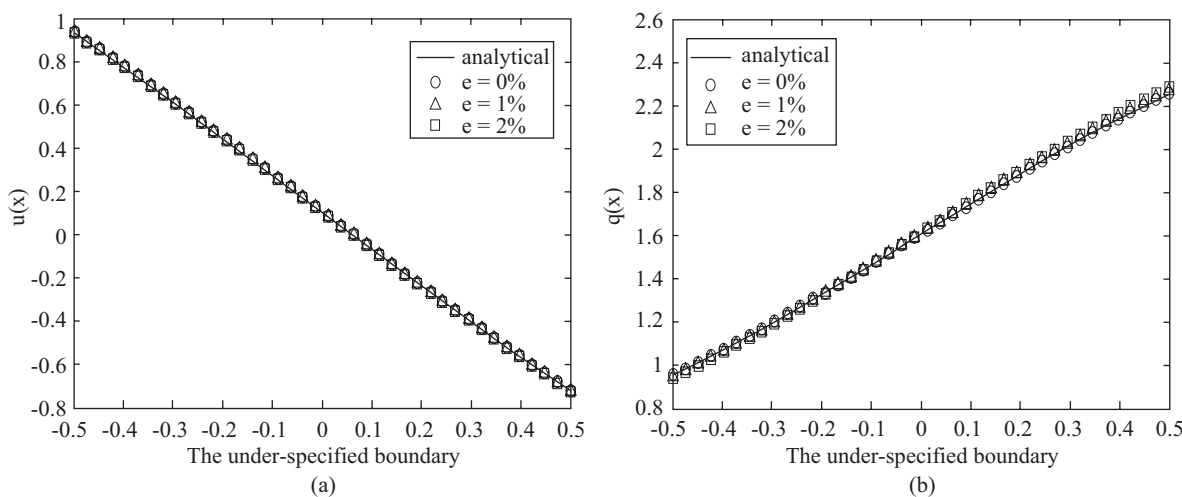 1
0.8
0.6
0.4
0.2
0
-0.2
-0.4
-0.6
-0.8
u(x)
-0.5 -0.4 -0.3 -0.2 -0.1 0 0.1 0.2 0.3 0.4 0.5
The under-specified boundary
(a)
analytical
e = 0%
e = 1%
e = 2%
2.6
2.4
2.2
2
1.8
1.6
1.4
1.2
1
0.8
q(x)
-0.5 -0.4 -0.3 -0.2 -0.1 0 0.1 0.2 0.3 0.4 0.5
The under-specified boundary
(b)
analytical
e = 0%
e = 1%
e = 2%